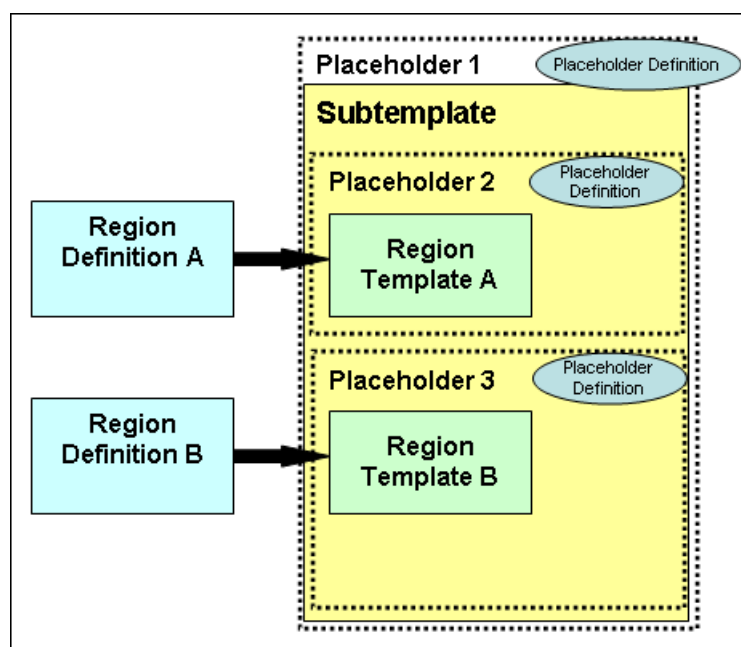 Placeholder 1
Placeholder Definition
Subtemplate
Placeholder 2
Placeholder
Definition
Region
Definition A
Region
Template A
Placeholder 3
Placeholder
Definition
Region
Definition B
Region
Template B